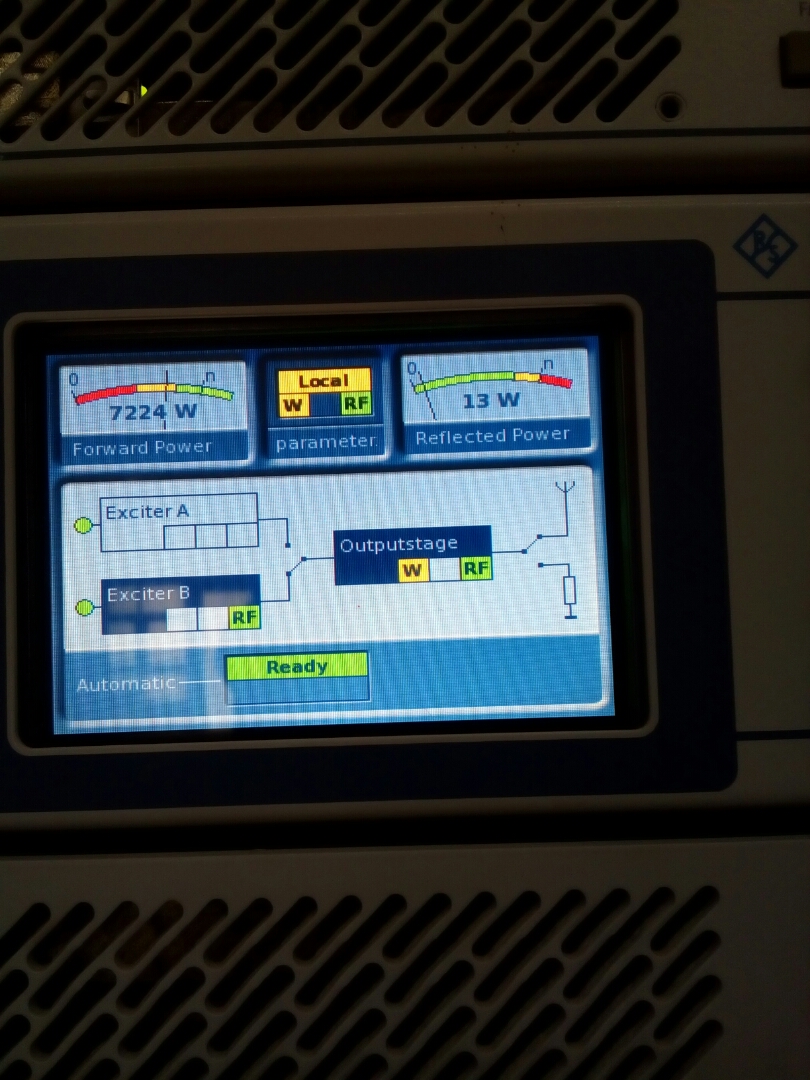 0 n
7224 W
Forward Power
Local
W RF
parameter
0 n
13 W
Reflected Power
Exciter A
Exciter B
RF
Outputstage
W RF
Automatic
Ready
R S